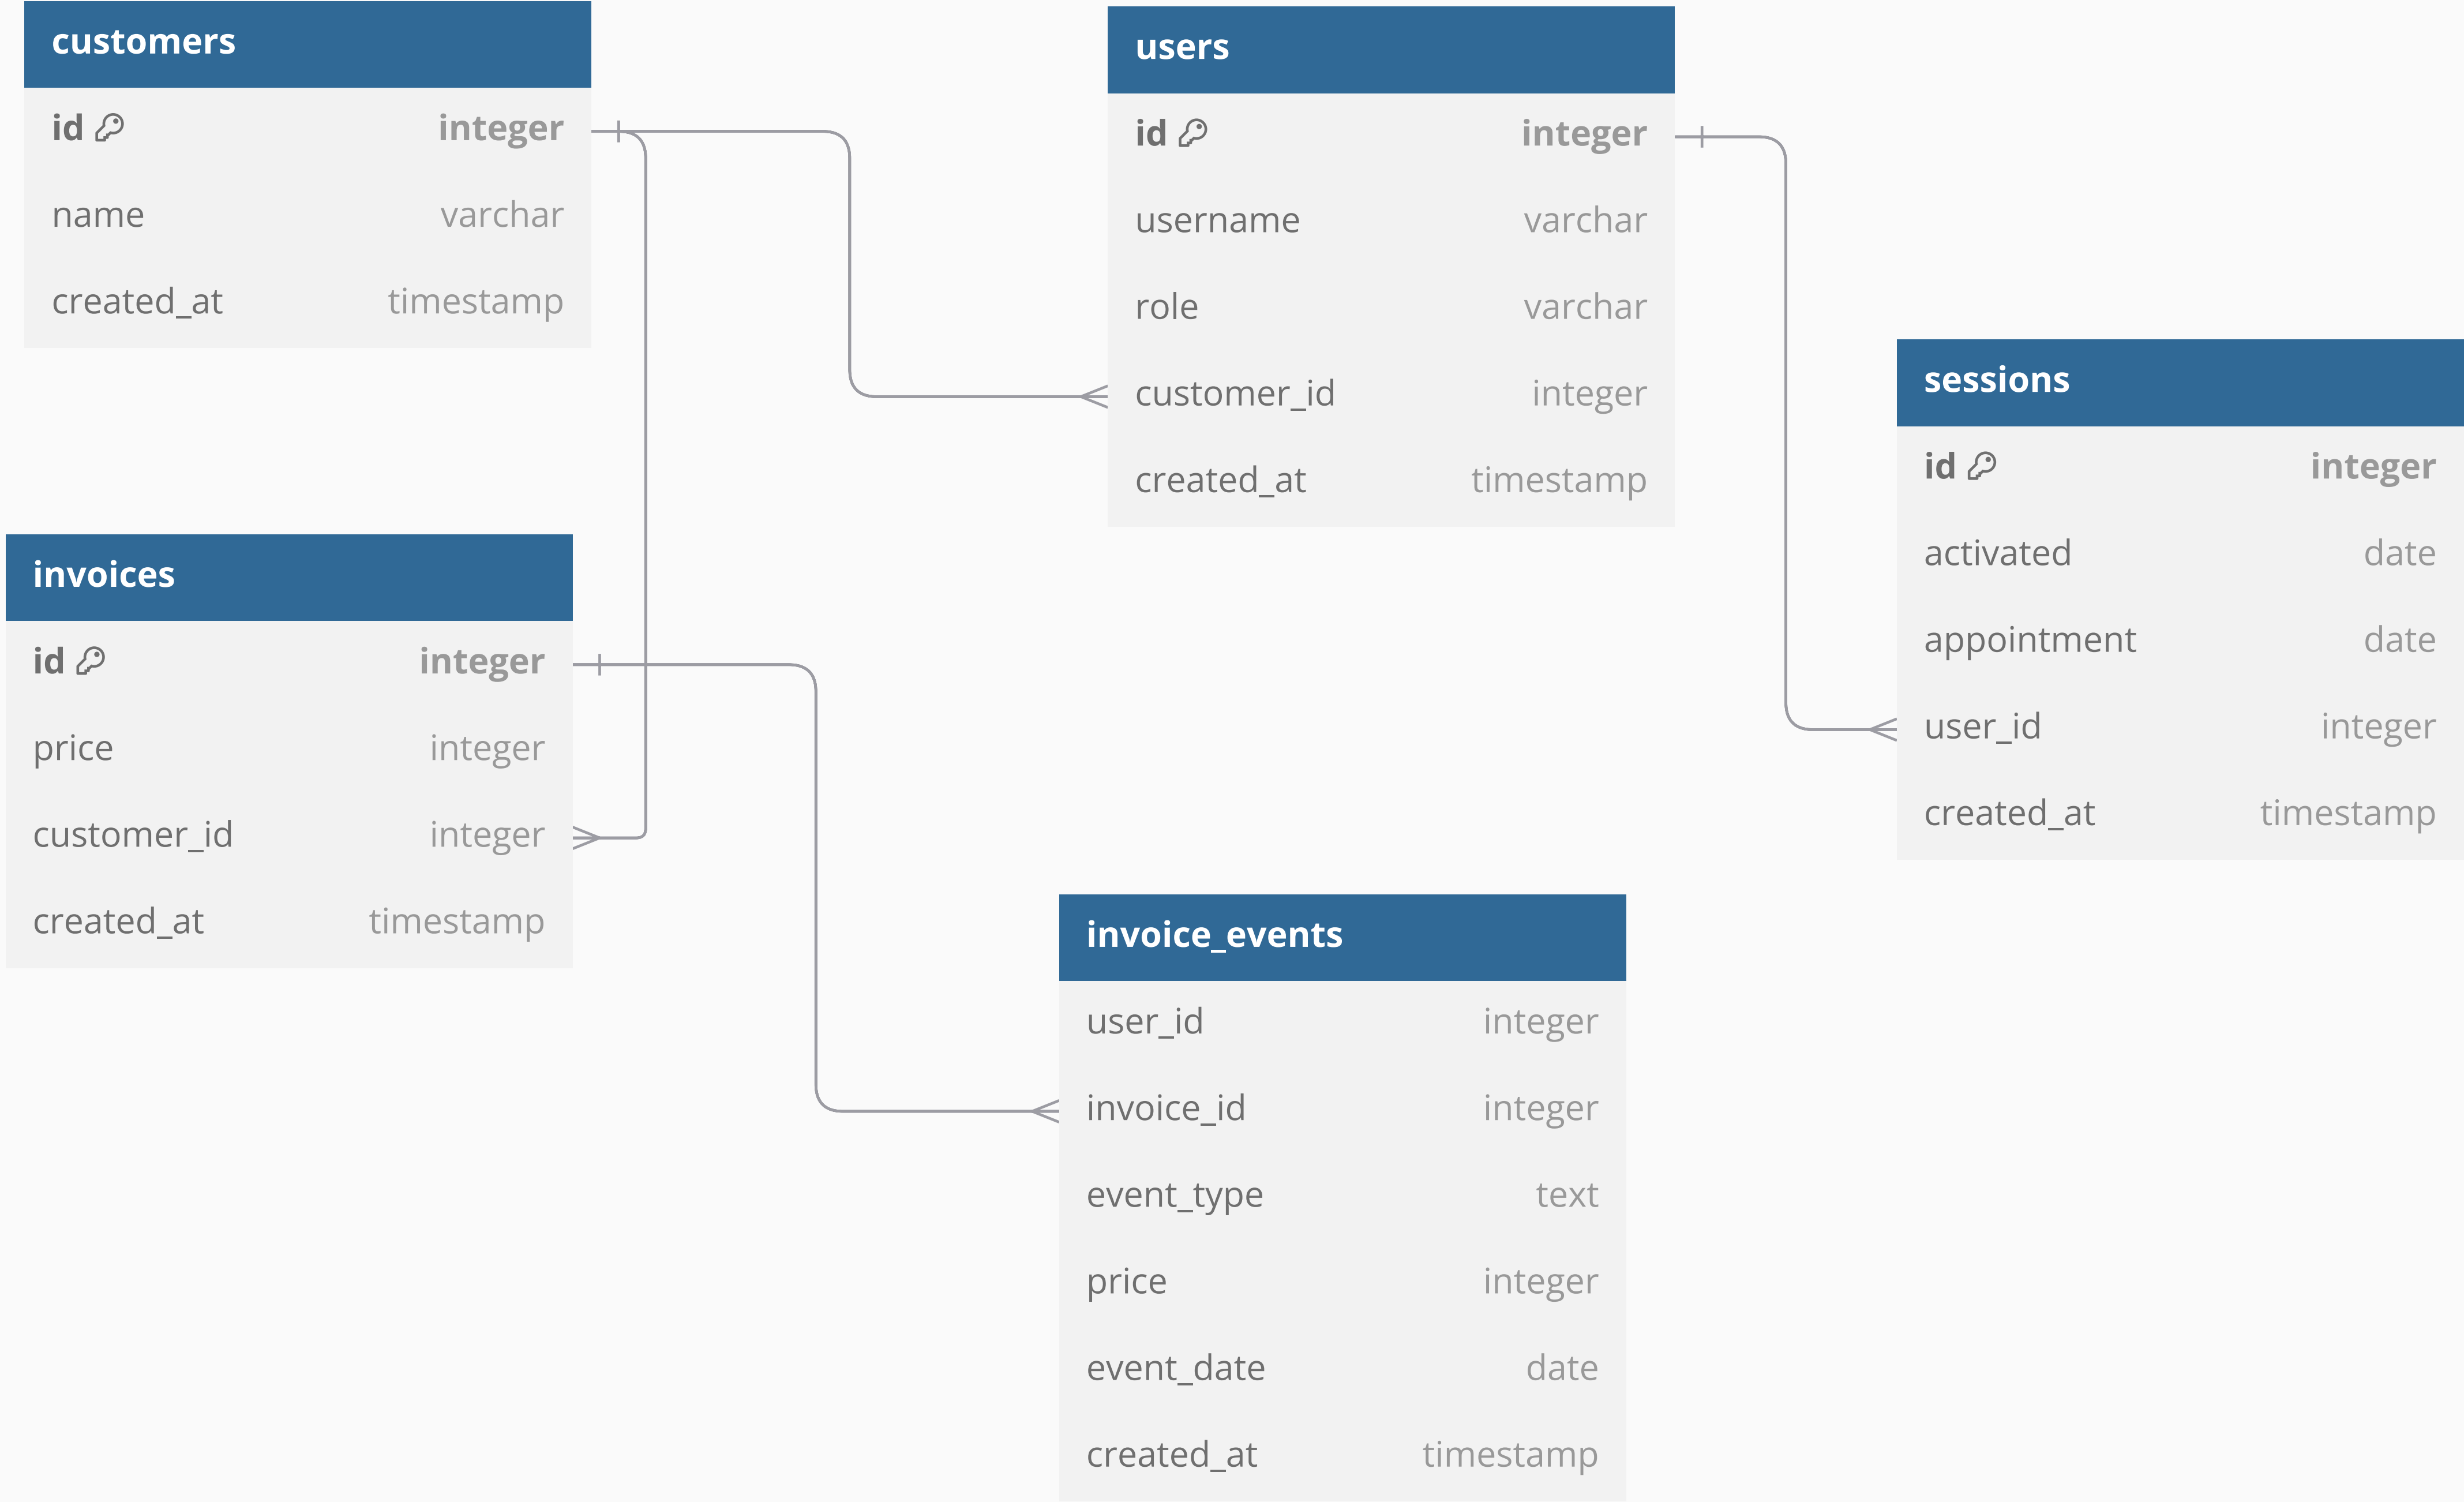 customers
id integer
name varchar
created_at timestamp
users
id integer
username varchar
role varchar
customer_id integer
created_at timestamp
sessions
id integer
activated date
appointment date
user_id integer
created_at timestamp
invoices
id integer
price integer
customer_id integer
created_at timestamp
invoice_events
user_id integer
invoice_id integer
event_type text
price integer
event_date date
created_at timestamp